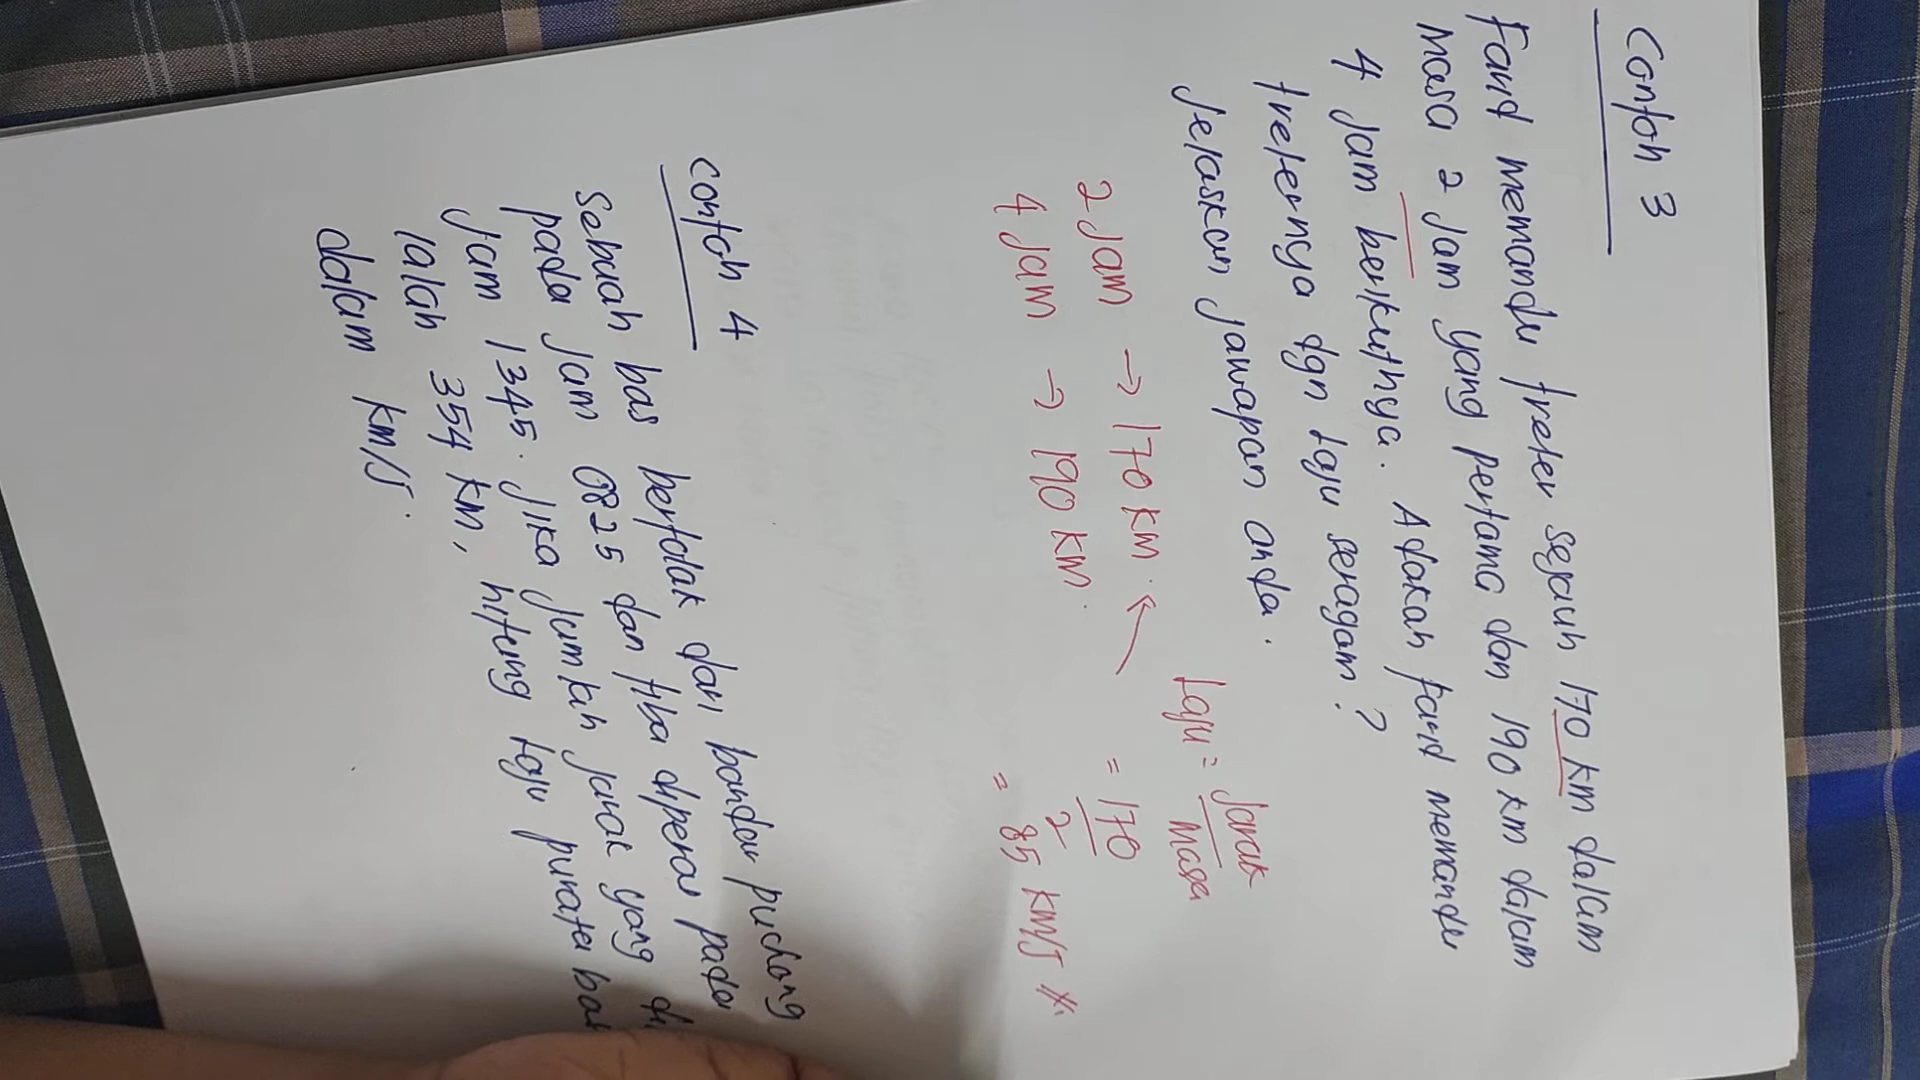 Contoh 3
Farid memandu treler sejauh 170 km dalam
masa 2 jam yang pertama dan 190 km dalam
4 jam berikutnya. Adakah farid memandu
trelernya dgn laju seragam?
Jelaskan jawapan anda.
Laju = Jarak
masa
2 jam → 170 km.
= 170
2
4 jam → 190 km.
= 85 km/j
Contoh 4
Sebuah bas bertolak dari bandar puchong
pada jam 0825 dan tiba di perai pada
jam 1345. Jika jumlah jarak yang di
ialah 354 km, hitung laju purata bas
dalam km/j.